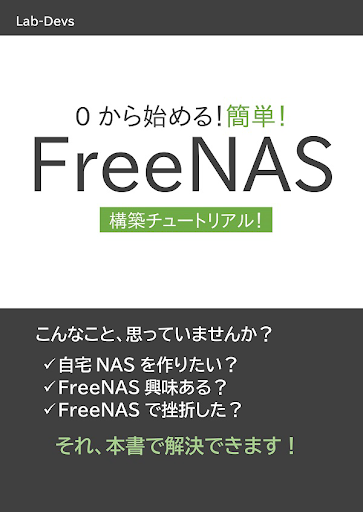 Lab-Devs
0 から始める!簡単!
FreeNAS
構築チュートリアル!
こんなこと、思っていませんか?
✓自宅 NAS を作りたい?
✓FreeNAS 興味ある?
✓FreeNAS で挫折した?
それ、本書で解決できます!